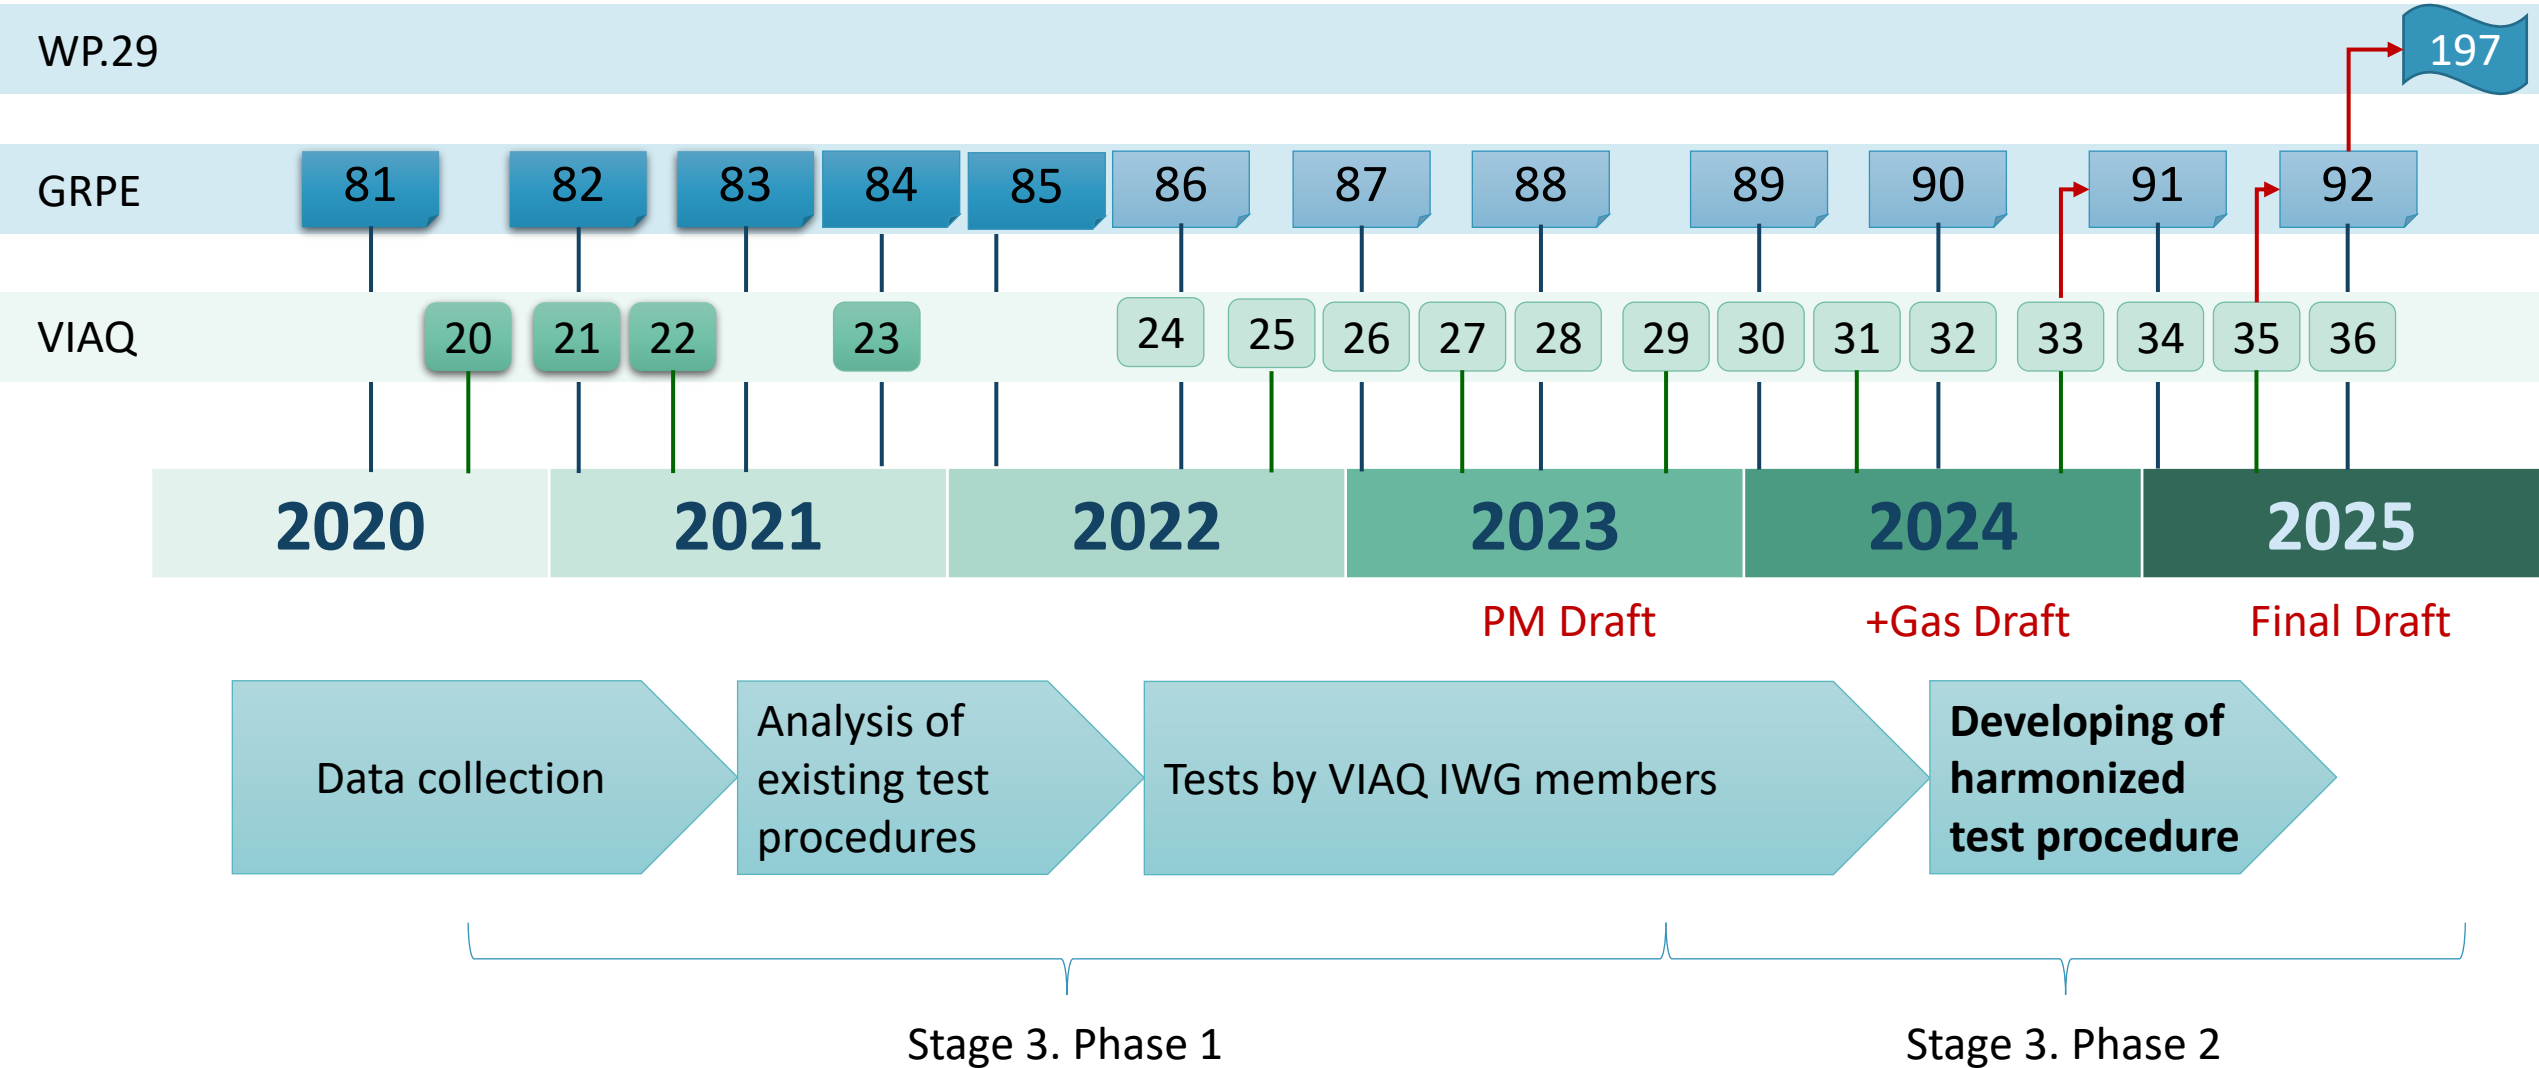 WP.29
197
GRPE
81 82 83 84 85 86 87 88 89 90 91 92
VIAQ
20 21 22 23 24 25 26 27 28 29 30 31 32 33 34 35 36
2020 2021 2022 2023 2024 2025
PM Draft +Gas Draft Final Draft
Data collection
Analysis of
existing test
procedures
Tests by VIAQ IWG members
Developing of
harmonized
test procedure
Stage 3. Phase 1
Stage 3. Phase 2